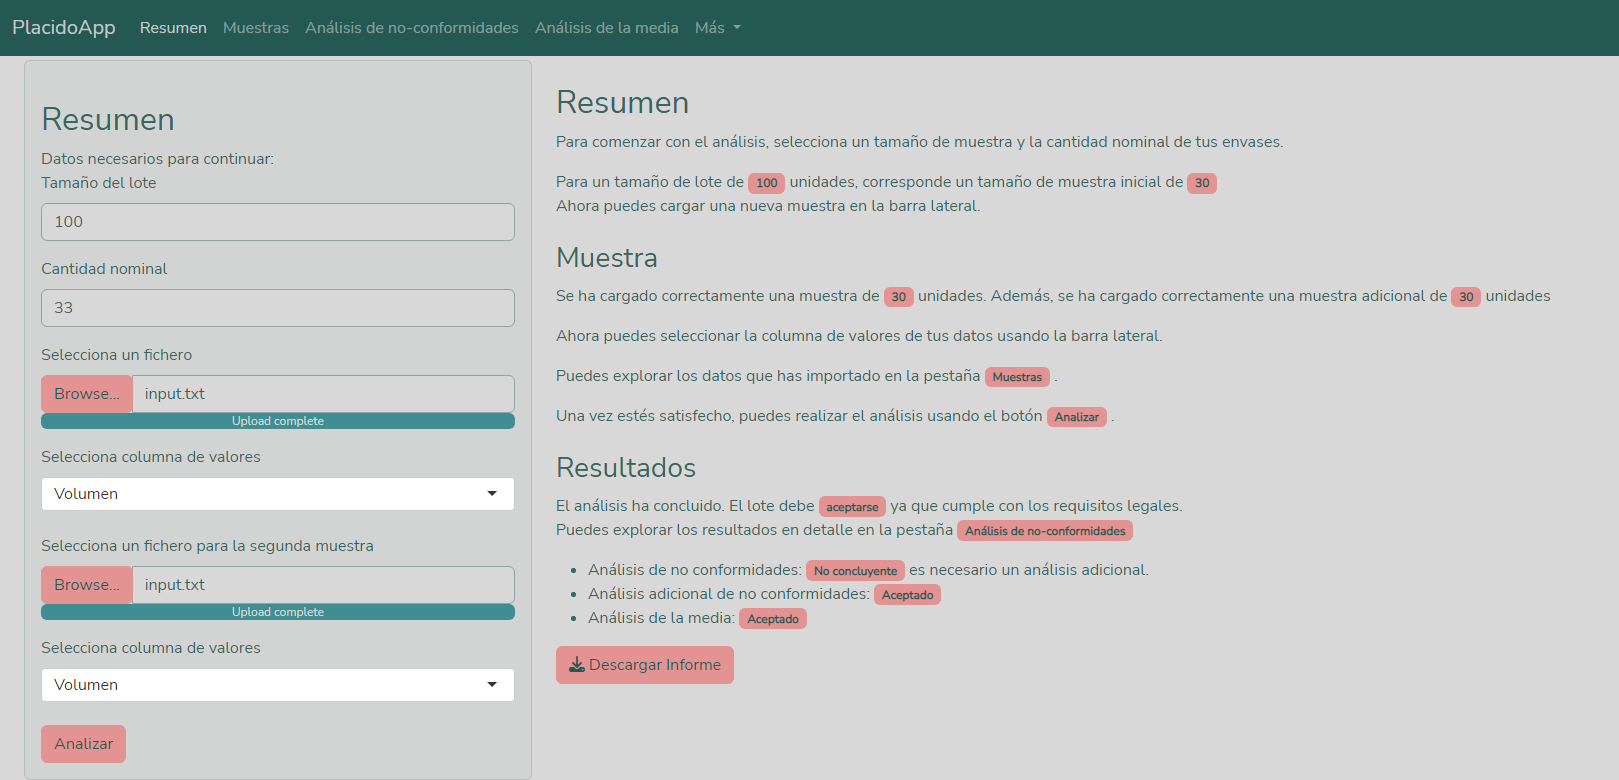 PlacidoApp Resumen Muestras Análisis de no-conformidades Análisis de la media Más
Resumen
Datos necesarios para continuar:
Tamaño del lote
100
Cantidad nominal
33
Selecciona un fichero
Browse... input.txt
Upload complete
Selecciona columna de valores
Volumen
Selecciona un fichero para la segunda muestra
Browse... input.txt
Upload complete
Selecciona columna de valores
Volumen
Analizar
Resumen
Para comenzar con el análisis, selecciona un tamaño de muestra y la cantidad nominal de tus envases.
Para un tamaño de lote de 100 unidades, corresponde un tamaño de muestra inicial de 30
Ahora puedes cargar una nueva muestra en la barra lateral.
Muestra
Se ha cargado correctamente una muestra de 30 unidades. Además, se ha cargado correctamente una muestra adicional de 30 unidades
Ahora puedes seleccionar la columna de valores de tus datos usando la barra lateral.
Puedes explorar los datos que has importado en la pestaña Muestras .
Una vez estés satisfecho, puedes realizar el análisis usando el botón Analizar .
Resultados
El análisis ha concluido. El lote debe aceptarse ya que cumple con los requisitos legales.
Puedes explorar los resultados en detalle en la pestaña Análisis de no-conformidades
• Análisis de no conformidades: No concluyente es necesario un análisis adicional.
• Análisis adicional de no conformidades: Aceptado
• Análisis de la media: Aceptado
Descargar Informe